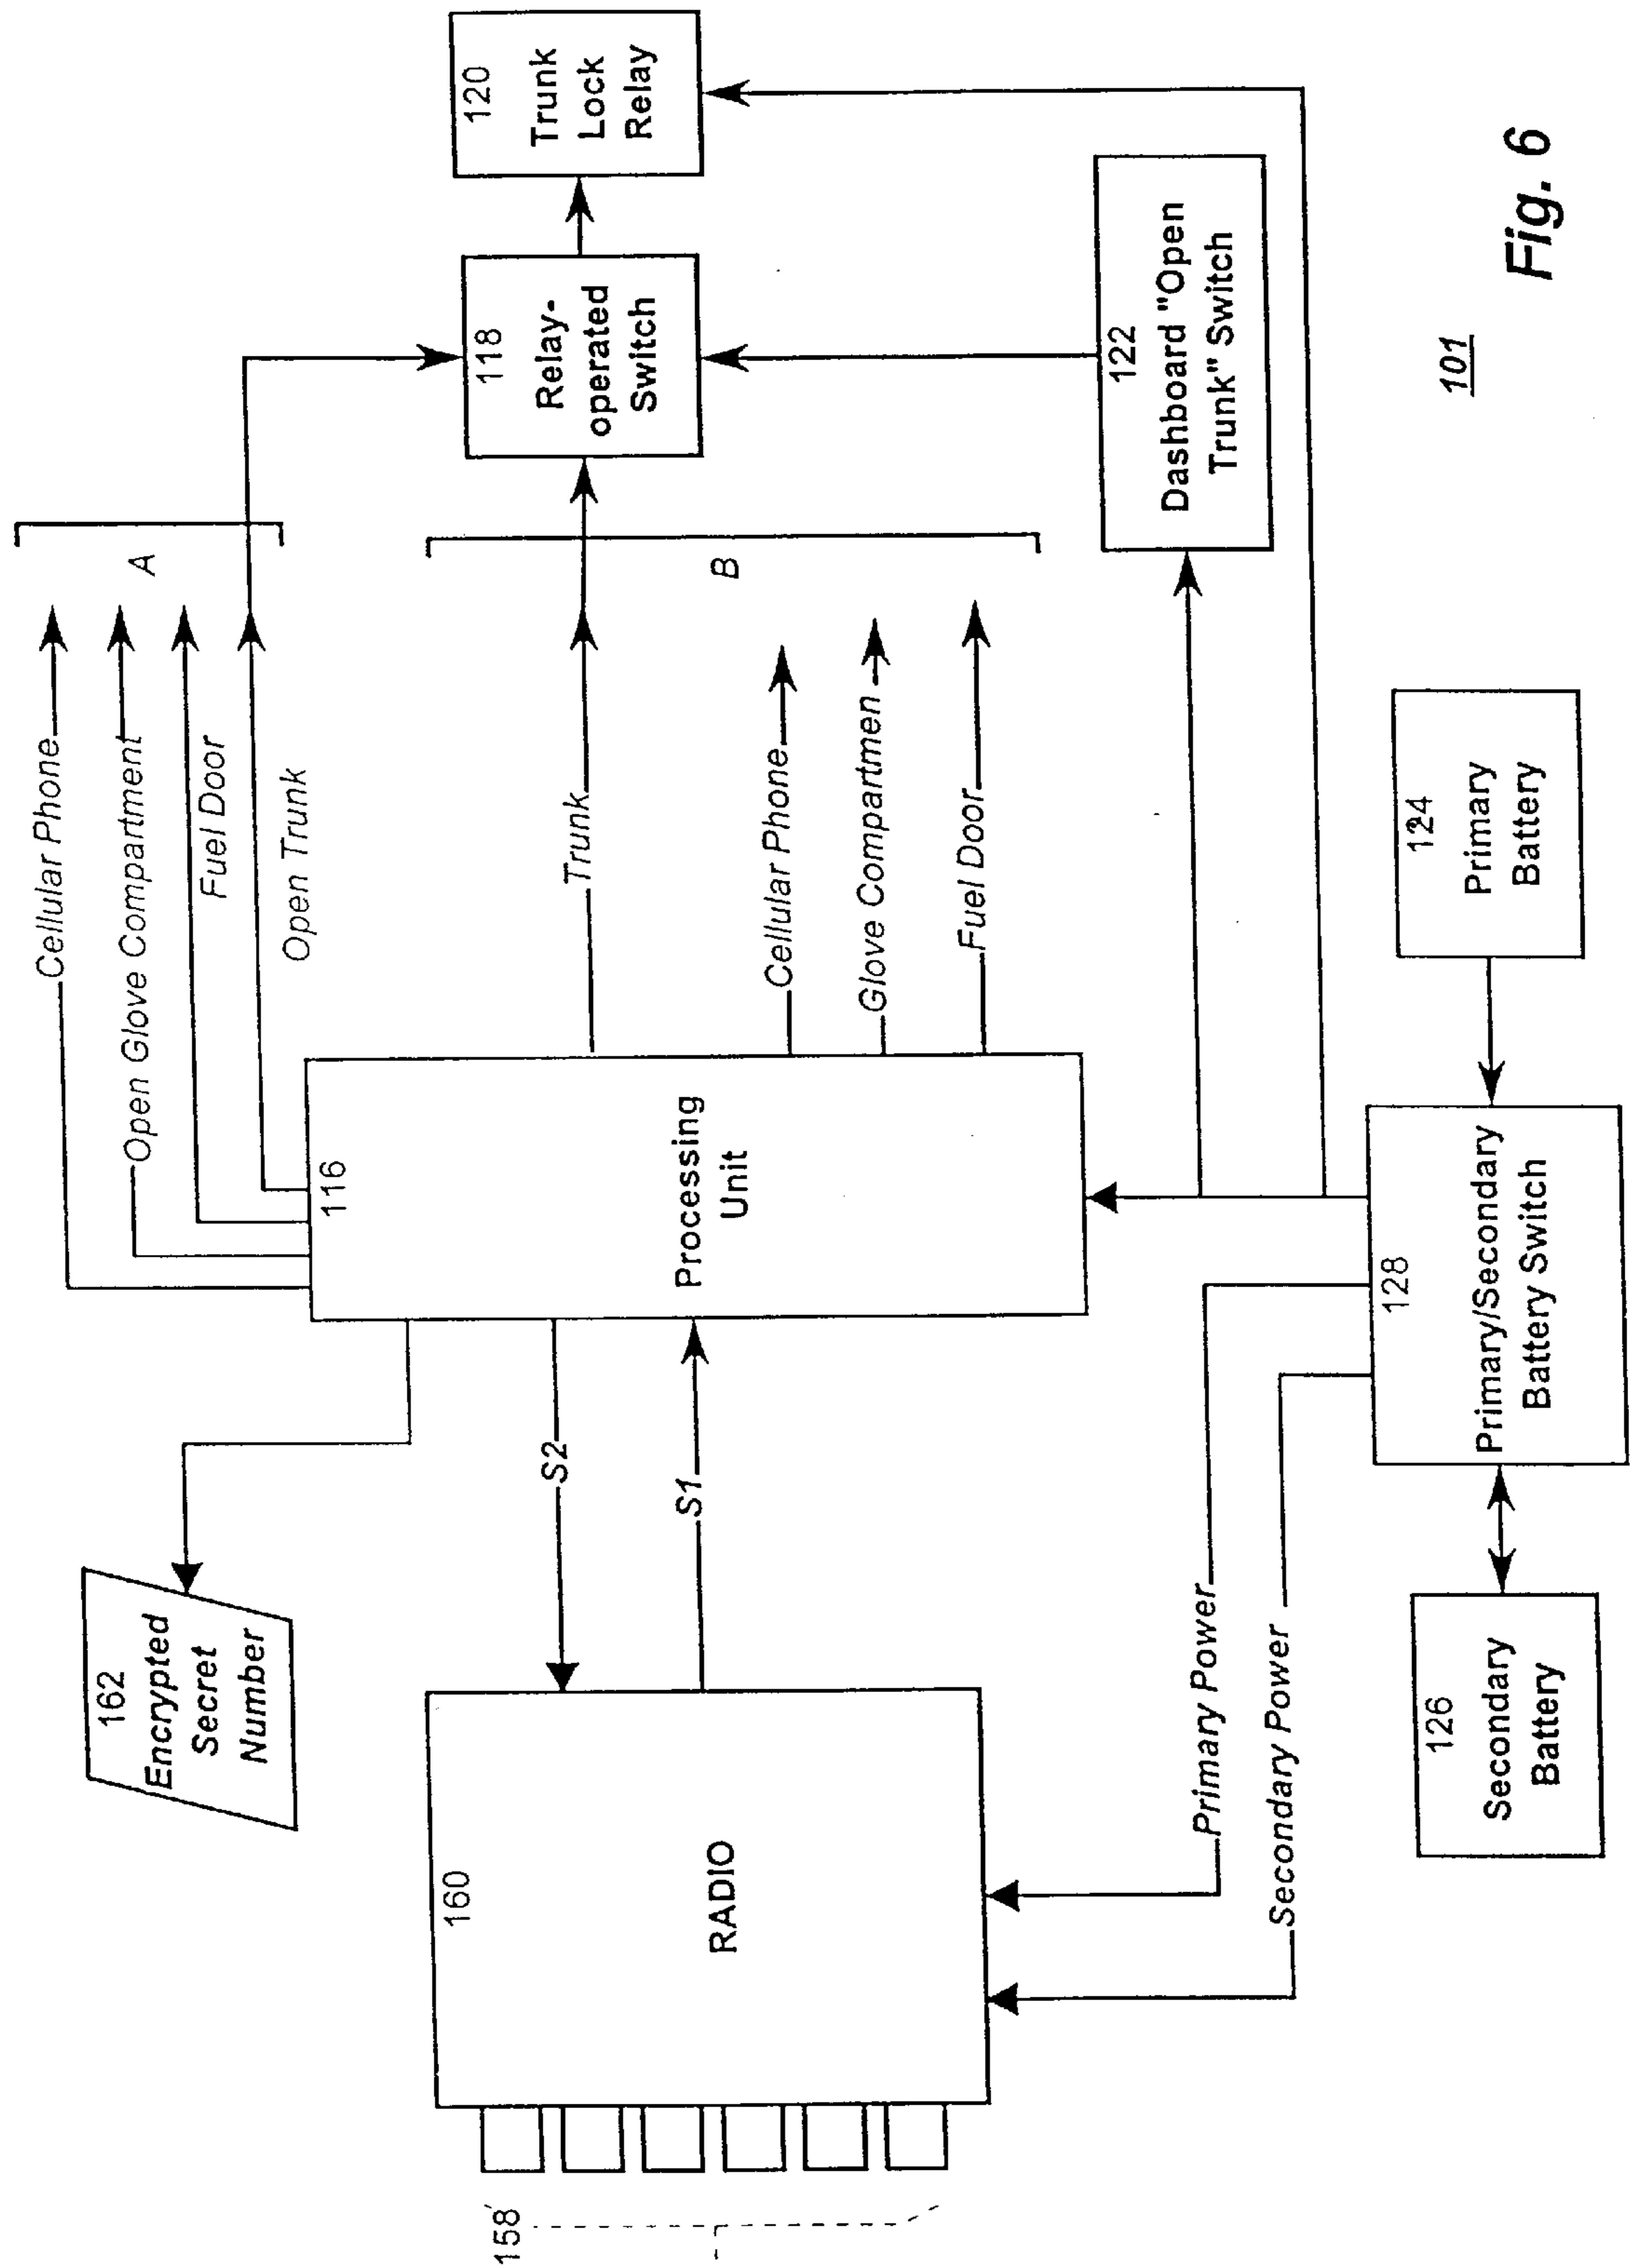 Cellular Phone
Open Glove Compartment
A
Fuel Door
Open Trunk
162
Encrypted
Secret
Number
116
Processing
Unit
S2
S1
Trunk
B
Cellular Phone
Glove Compartmen
Fuel Door
118
Relay-
operated
Switch
120
Trunk
Lock
Relay
158
160
RADIO
122
Dashboard "Open
Trunk" Switch
Primary Power
Secondary Power
126
Secondary
Battery
128
Primary/Secondary
Battery Switch
124
Primary
Battery
101
Fig. 6